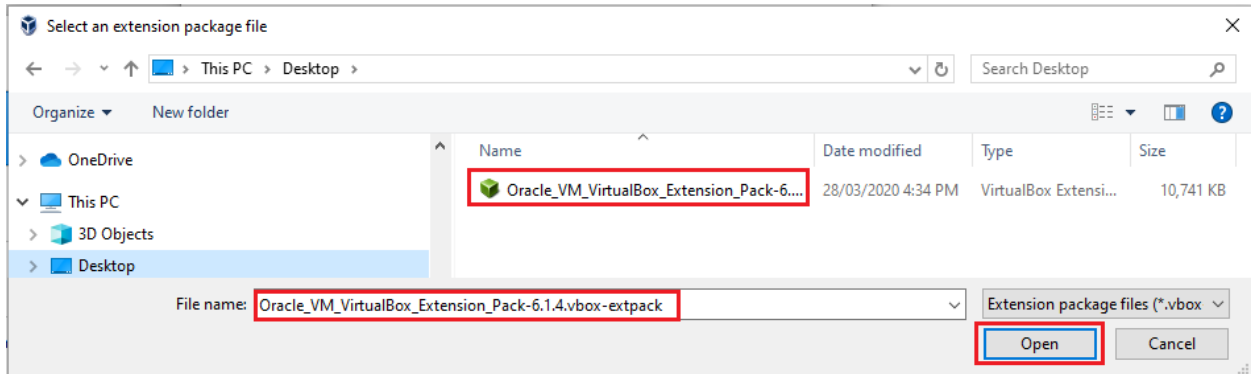 Select an extension package file
This PC > Desktop >
Search Desktop
Organize
New folder
OneDrive
This PC
3D Objects
Desktop
Name
Date modified
Type
Size
Oracle_VM_VirtualBox_Extension_Pack-6....
28/03/2020 4:34 PM
VirtualBox Extensi...
10,741 KB
File name:
Oracle_VM_VirtualBox_Extension_Pack-6.1.4.vbox-extpack
Extension package files (*.vbox
Open
Cancel